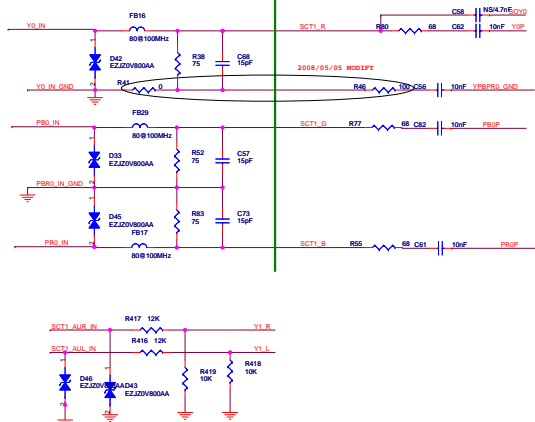 C58 NS/4.7nF SOY0
FB16
Y0_IN SCT1_R R80 68 C62 10nF Y0P
80@100MHz
D42 R38 C68
EZJZ0V800AA 75 15pF
2008/05/05 MODIFY
R41 0 R46 100 C56 10nF
Y0_IN_GND YPBPR0_GND
FB29
PB0_IN SCT1_G R77 68 C82 10nF PB0P
80@100MHz
D33 R52 C57
EZJZ0V800AA 75 15pF
PBR0_IN_GND
D45 R83 C73
EZJZ0V800AA 75 15pF
FB17
PR0_IN SCT1_B R55 68 C61 10nF PR0P
80@100MHz
R417 12K
SCT1_AUR_IN Y1_R
R416 12K
SCT1_AUL_IN Y1_L
R419 R418
10K 10K
D46 D43
EZJZ0V800AA EZJZ0V800AA